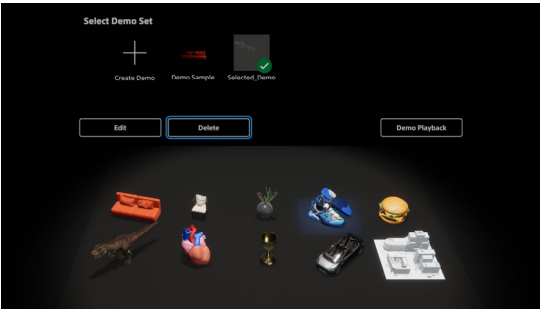 Select Demo Set
Create Demo
Demo Sample
Selected_Demo
Edit
Delete
Demo Playback